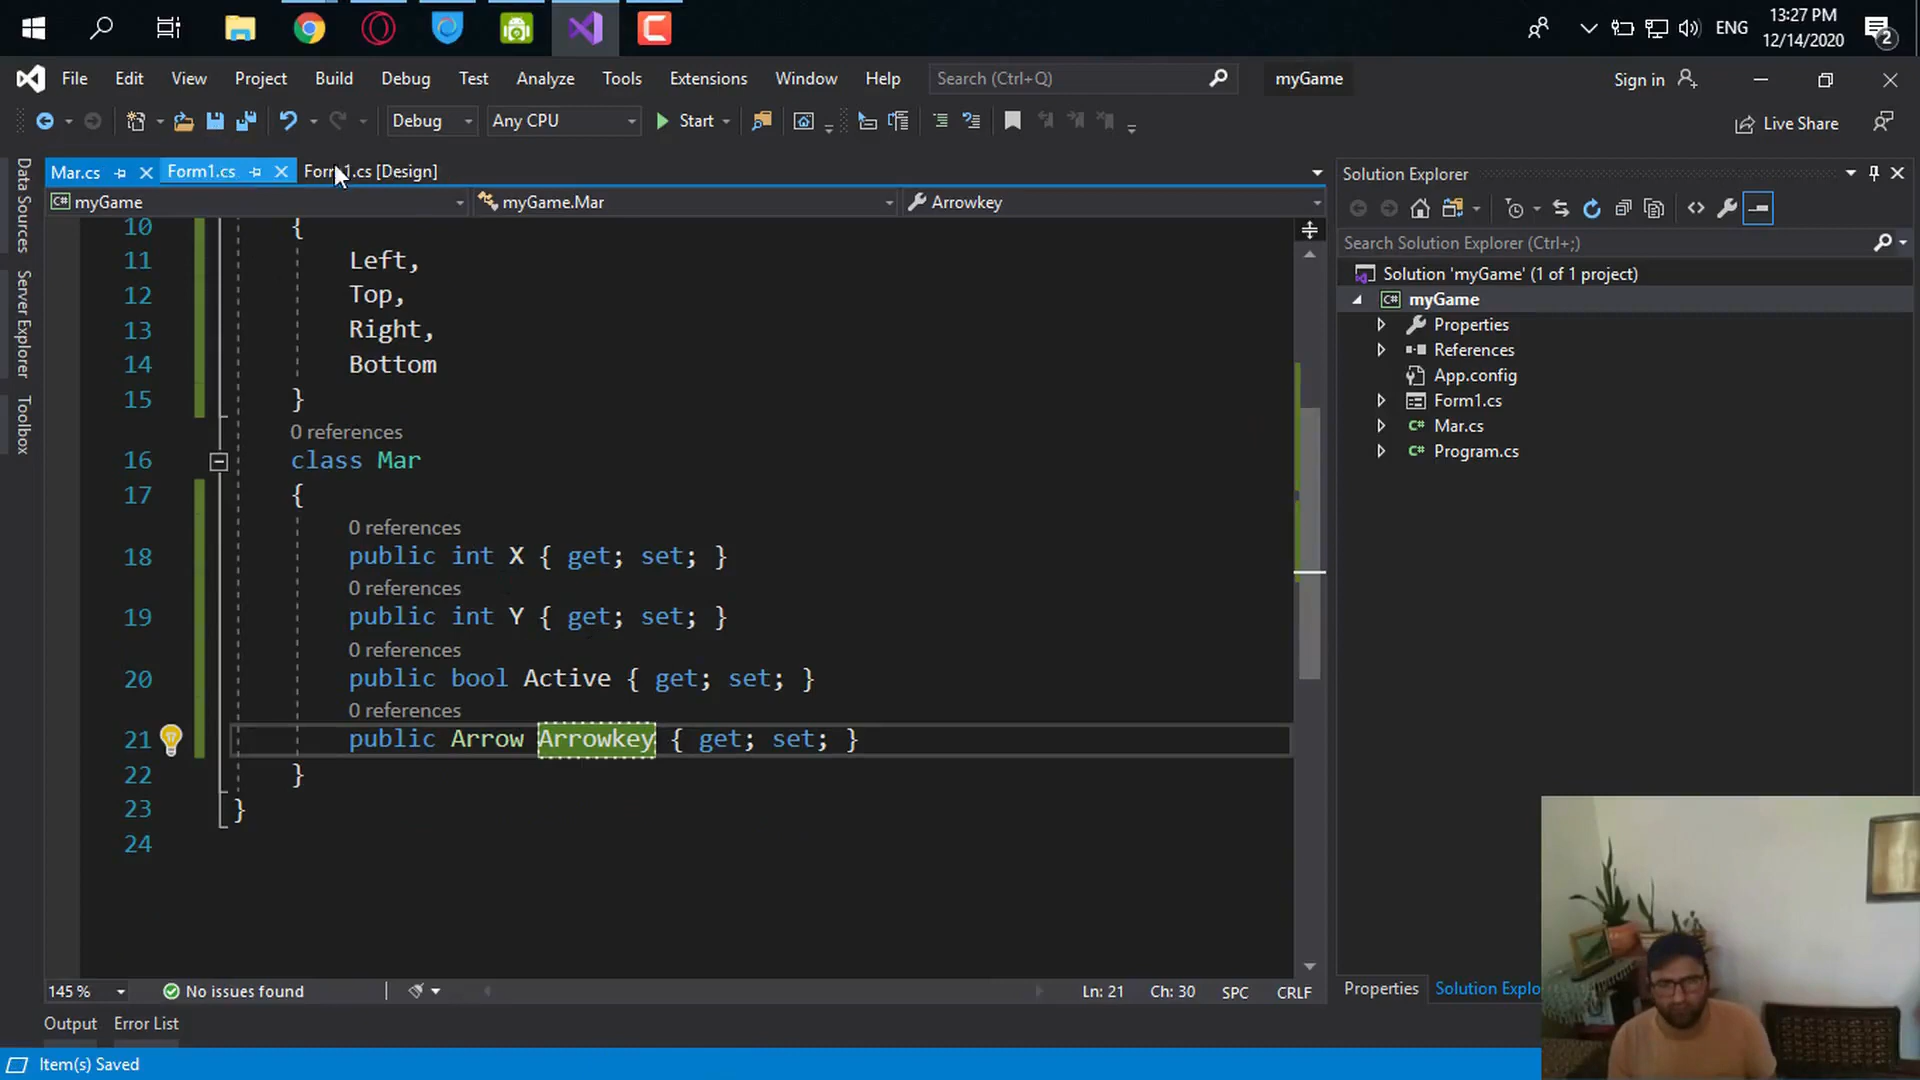 13:27 PM
ENG
12/14/2020
2
File Edit View Project Build Debug Test Analyze Tools Extensions Window Help Search (Ctrl+Q) myGame Sign in
Debug Any CPU Start Live Share
Mar.cs Form1.cs Form1.cs [Design]
myGame myGame.Mar Arrowkey
Data Sources
Server Explorer
Toolbox
10 {
11 Left,
12 Top,
13 Right,
14 Bottom
15 }
0 references
16 class Mar
17 {
0 references
18 public int X { get; set; }
0 references
19 public int Y { get; set; }
0 references
20 public bool Active { get; set; }
0 references
21 public Arrow Arrowkey { get; set; }
22 }
23 }
24
145 % No issues found Ln: 21 Ch: 30 SPC CRLF
Output Error List
Item(s) Saved
Solution Explorer
Search Solution Explorer (Ctrl+;)
Solution 'myGame' (1 of 1 project)
C# myGame
Properties
References
App.config
Form1.cs
C# Mar.cs
C# Program.cs
Properties Solution Explo